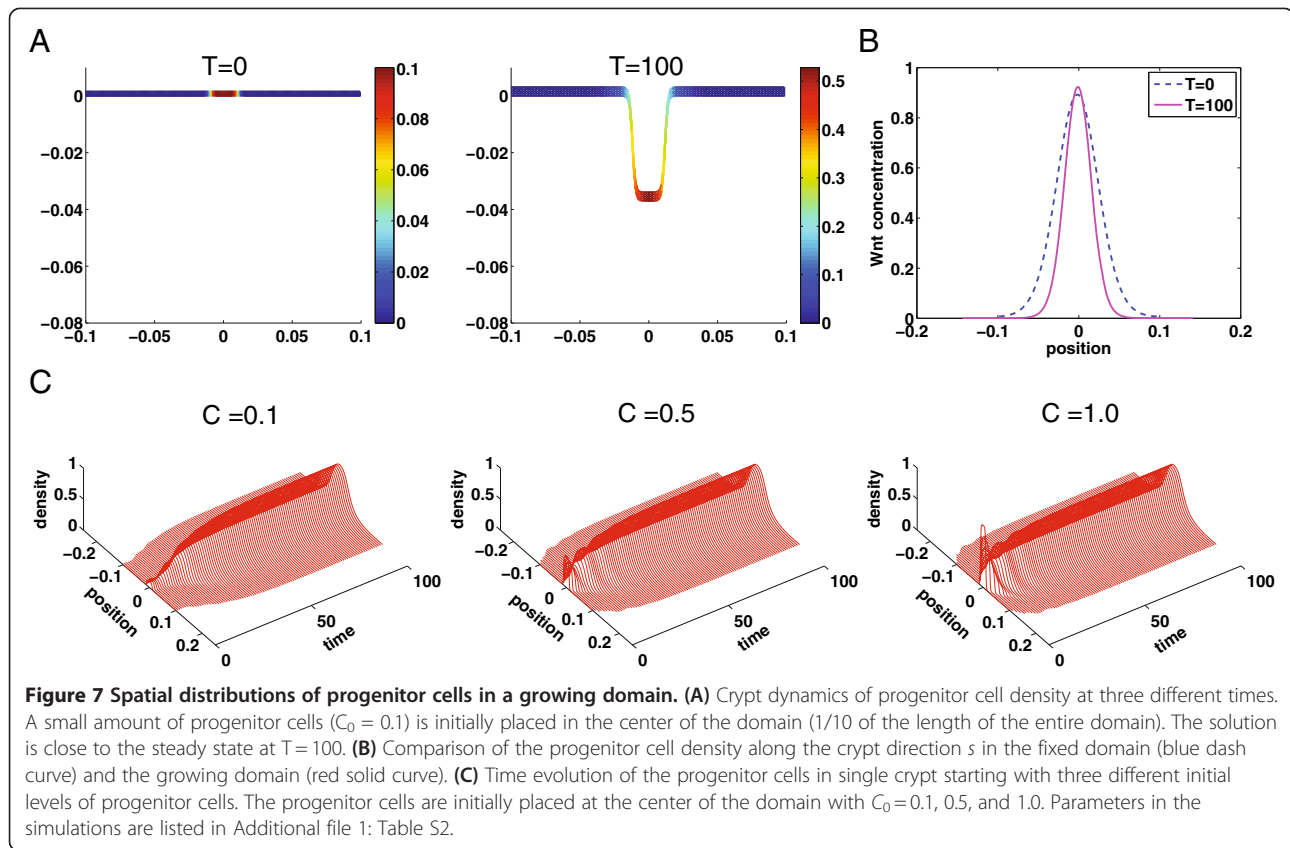 A
T=0
0.1
0.08
0.06
0.04
0.02
0
0
−0.02
−0.04
−0.06
−0.08
−0.1
−0.05
0
0.05
0.1
T=100
0.5
0.4
0.3
0.2
0.1
0
0
−0.02
−0.04
−0.06
−0.08
−0.1
−0.05
0
0.05
0.1
B
1
0.8
0.6
0.4
0.2
0
Wnt concentration
T=0
T=100
−0.2
−0.1
0
0.1
0.2
position
C
C =0.1
1
0.5
0
density
−0.2
−0.1
0
0.1
0.2
position
0
50
100
time
C =0.5
1
0.5
0
density
−0.2
−0.1
0
0.1
0.2
position
0
50
100
time
C =1.0
1
0.5
0
density
−0.2
−0.1
0
0.1
0.2
position
0
50
100
time
Figure 7 Spatial distributions of progenitor cells in a growing domain. (A) Crypt dynamics of progenitor cell density at three different times.
A small amount of progenitor cells (C₀ = 0.1) is initially placed in the center of the domain (1/10 of the length of the entire domain). The solution
is close to the steady state at T = 100. (B) Comparison of the progenitor cell density along the crypt direction s in the fixed domain (blue dash
curve) and the growing domain (red solid curve). (C) Time evolution of the progenitor cells in single crypt starting with three different initial
levels of progenitor cells. The progenitor cells are initially placed at the center of the domain with C₀ = 0.1, 0.5, and 1.0. Parameters in the
simulations are listed in Additional file 1: Table S2.